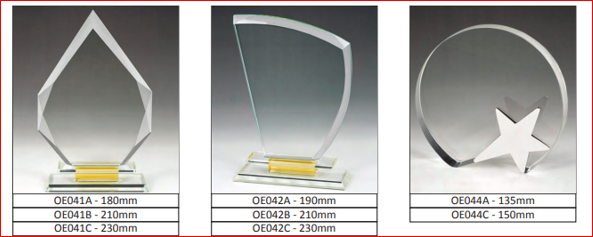 OE041A - 180mm
OE041B - 210mm
OE041C - 230mm
OE042A - 190mm
OE042B - 210mm
OE042C - 230mm
OE044A - 135mm
OE044C - 150mm